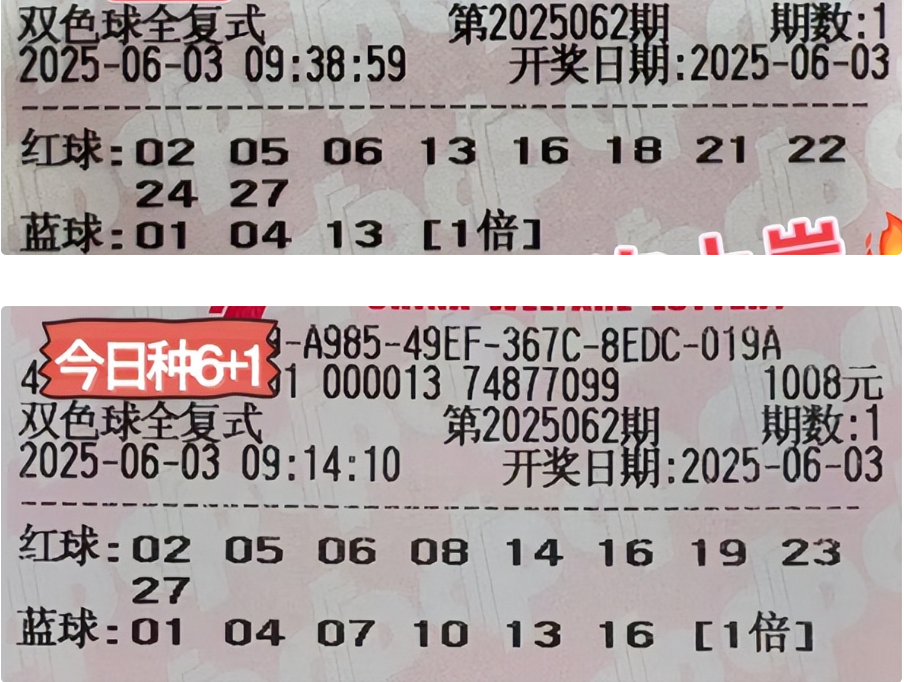 双色球全复式 第2025062期 期数:1
2025-06-03 09:38:59 开奖日期:2025-06-03
红球:02 05 06 13 16 18 21 22
24 27
蓝球:01 04 13 [1倍]
今日种6+1
-A985-49EF-367C-8EDC-019A
4 1 000013 74877099 1008元
双色球全复式 第2025062期 期数:1
2025-06-03 09:14:10 开奖日期:2025-06-03
红球:02 05 06 08 14 16 19 23
27
蓝球:01 04 07 10 13 16 [1倍]